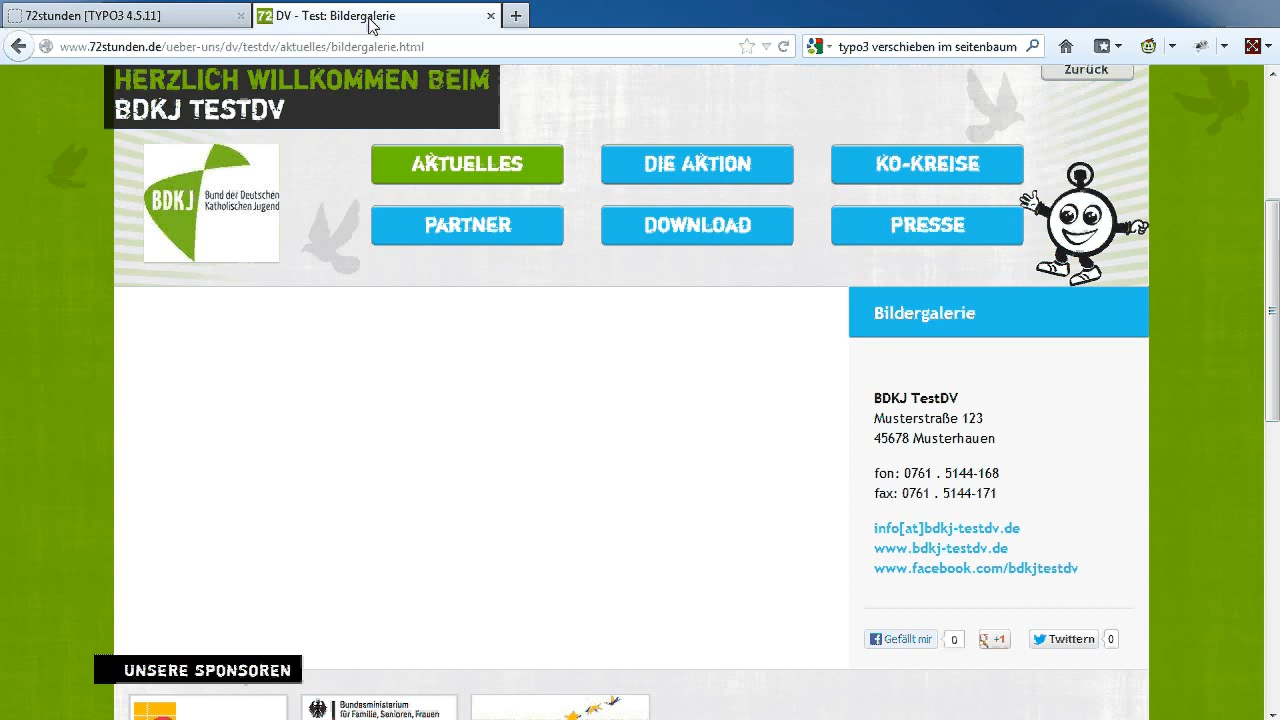 72stunden [TYPO3 4.5.11]
72 DV - Test: Bildergalerie
www.72stunden.de/ueber-uns/dv/testdv/aktuelles/bildergalerie.html
typo3 verschieben im seitenbaum
Zurück
HERZLICH WILLKOMMEN BEIM
BDKJ TESTDV
BDKJ
Bund der Deutschen
Katholischen Jugend
AKTUELLES
DIE AKTION
KO-KREISE
PARTNER
DOWNLOAD
PRESSE
Bildergalerie
BDKJ TestDV
Musterstraße 123
45678 Musterhauen
fon: 0761 . 5144-168
fax: 0761 . 5144-171
info[at]bdkj-testdv.de
www.bdkj-testdv.de
www.facebook.com/bdkjtestdv
Gefällt mir 0
+1
Twittern 0
UNSERE SPONSOREN
Bundesministerium
für Familie, Senioren, Frauen